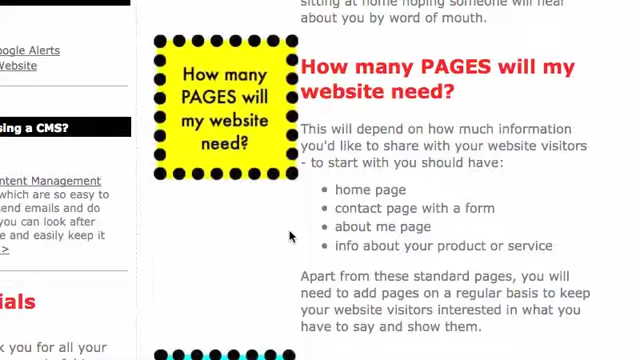 sitting at home hoping someone will hear
about you by word of mouth.
oogle Alerts
Website
How many
PAGES will
my website
need?
How many PAGES will my
website need?
sing a CMS?
This will depend on how much information
you'd like to share with your website visitors
- to start with you should have:
ntent Management
which are so easy to
send emails and do
you can look after
e and easily keep it
>
• home page
• contact page with a form
• about me page
• info about your product or service
Apart from these standard pages, you will
need to add pages on a regular basis to keep
your website visitors interested in what you
have to say and show them.
ials
k you for all your